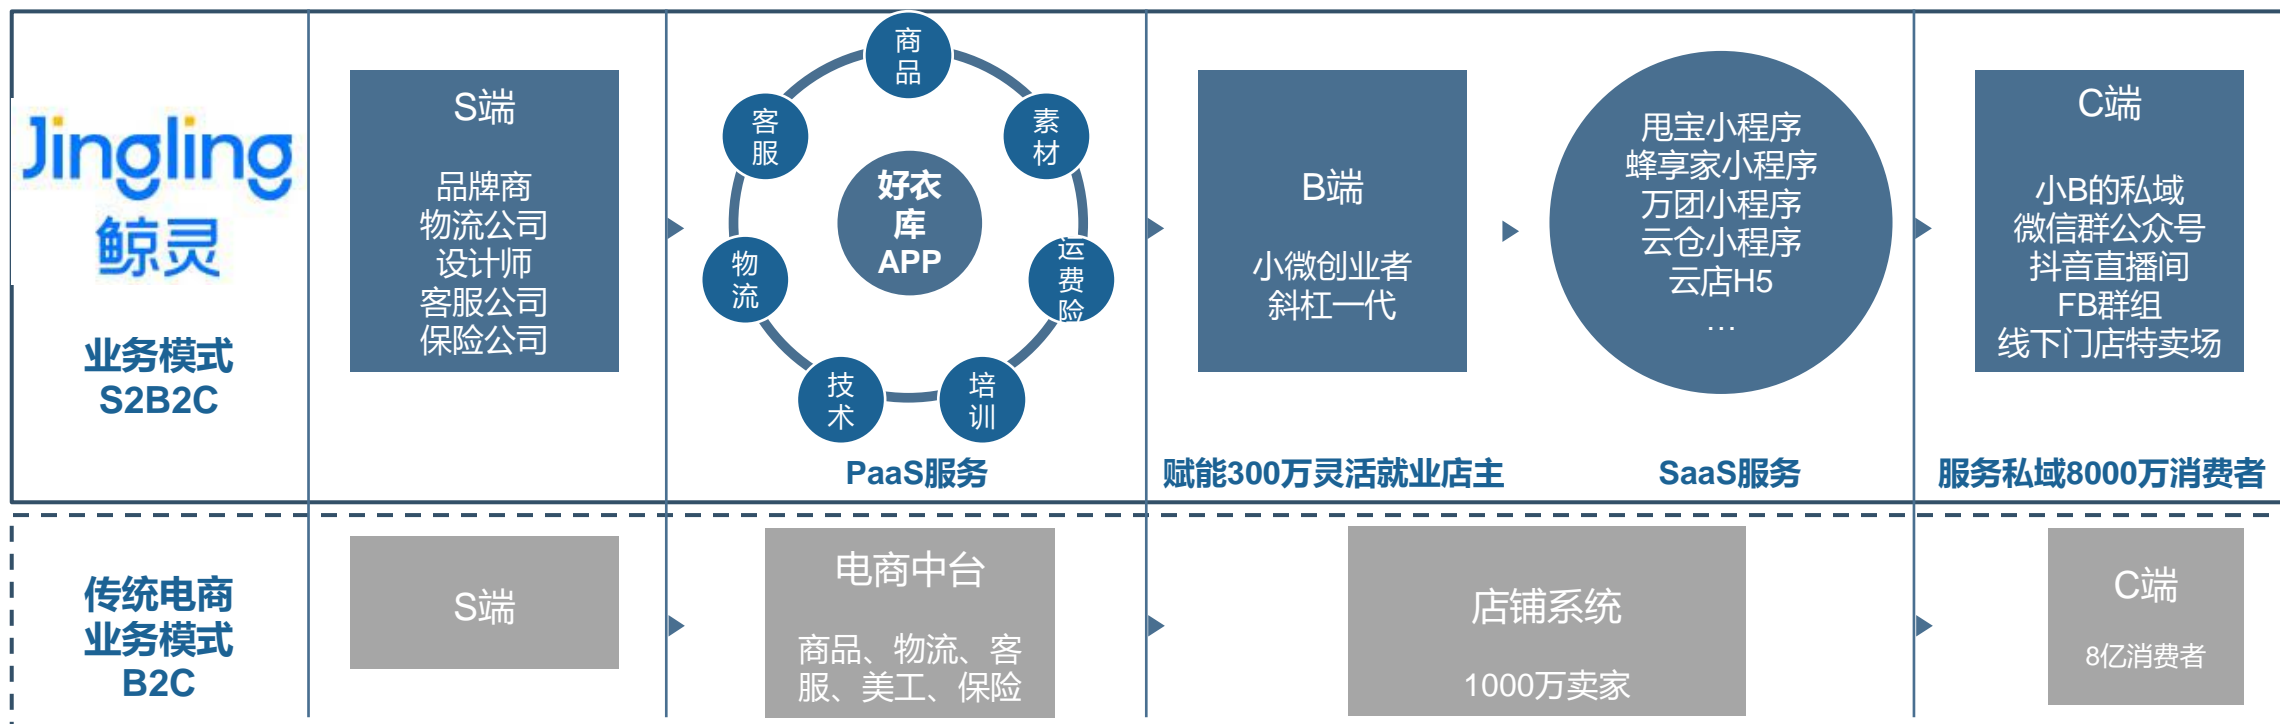 Jingling
鲸灵
业务模式
S2B2C
S端
品牌商
物流公司
设计师
客服公司
保险公司
商
品
素
材
运
费
险
培
训
技
术
物
流
客
服
好衣
库
APP
PaaS服务
B端
小微创业者
斜杠一代
赋能300万灵活就业店主
甩宝小程序
蜂享家小程序
万团小程序
云仓小程序
云店H5
…
SaaS服务
C端
小B的私域
微信群公众号
抖音直播间
FB群组
线下门店特卖场
服务私域8000万消费者
传统电商
业务模式
B2C
S端
电商中台
商品、物流、客
服、美工、保险
店铺系统
1000万卖家
C端
8亿消费者